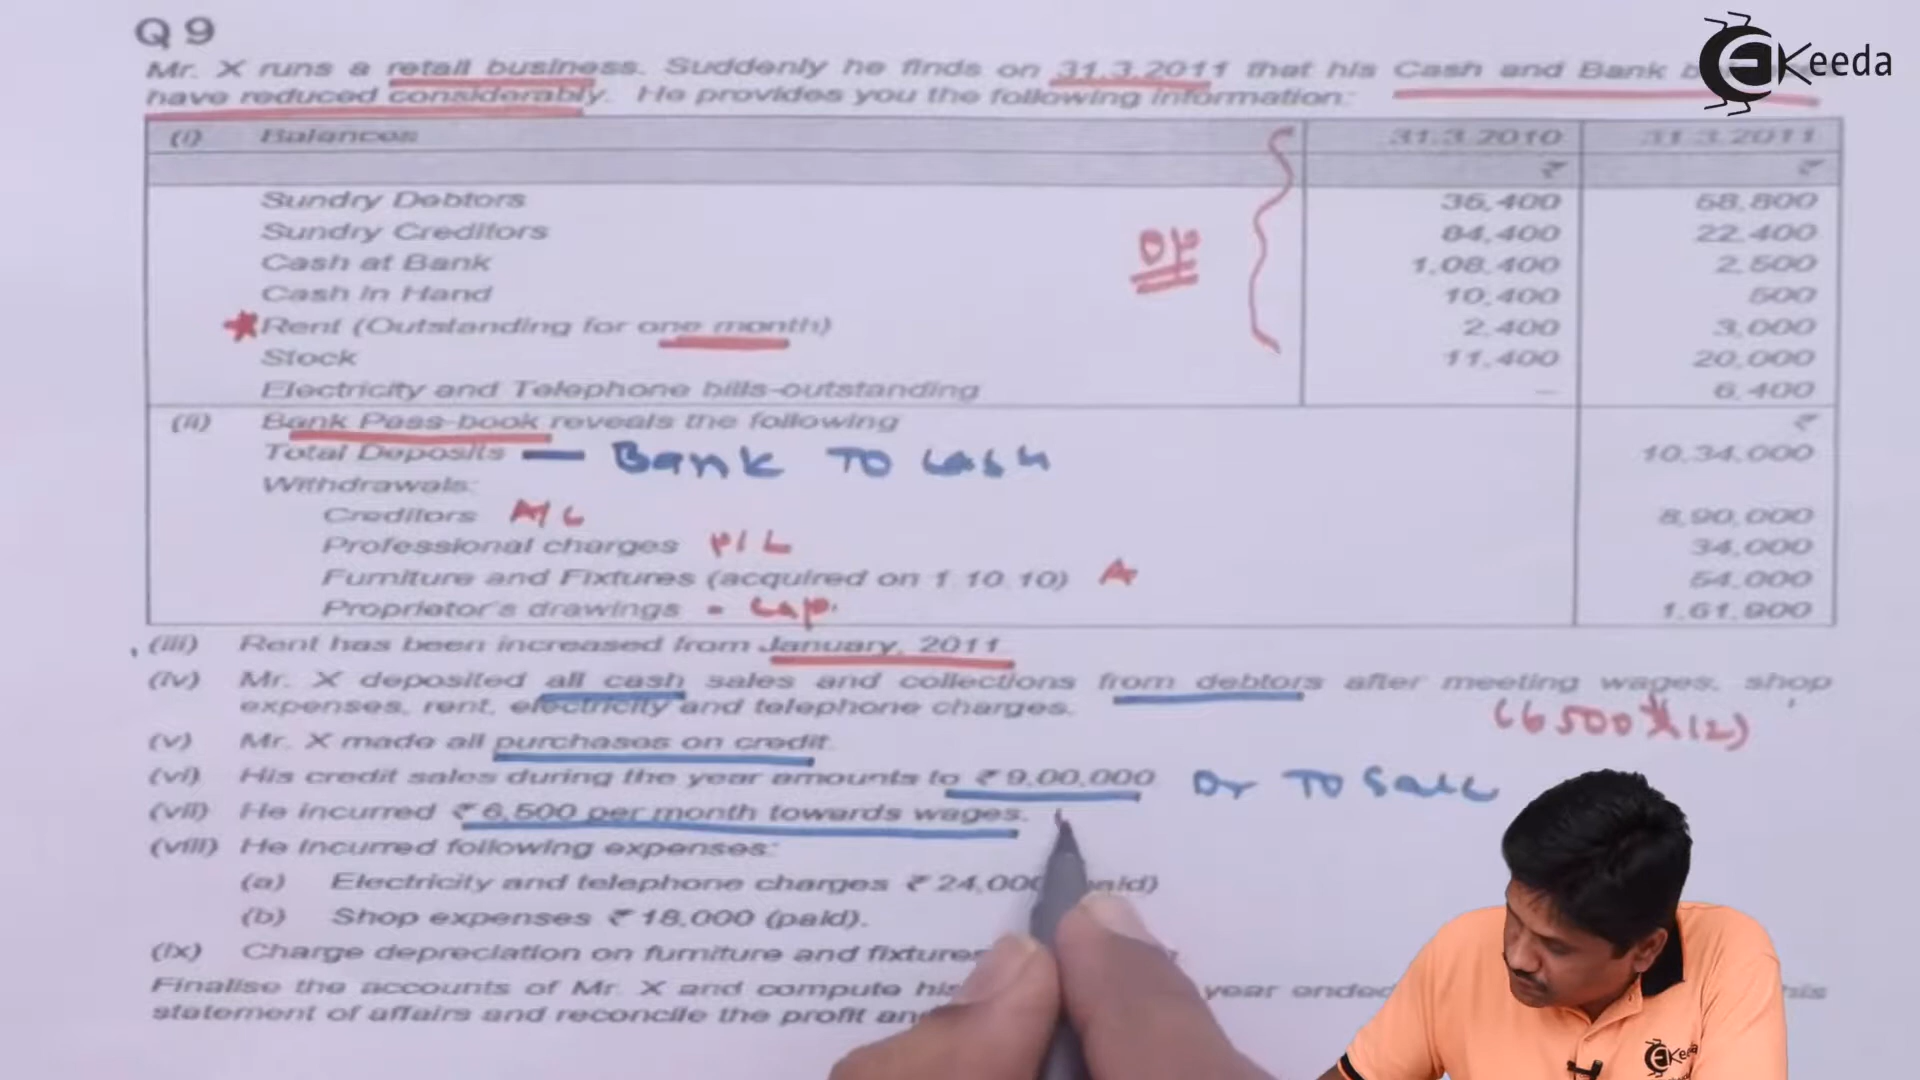 Q 9
Keeda
Mr. X runs a retail business. Suddenly he finds on 31.3.2011 that his Cash and Bank
have reduced considerably. He provides you the following information:
(i) Balances 31.3.2010 31.3.2011
₹ ₹
Sundry Debtors 35,400 58,800
Sundry Creditors 84,400 22,400
Cash at Bank 1,08,400 2,500
Cash in Hand 10,400 500
Rent (Outstanding for one month) 2,400 3,000
Stock 11,400 20,000
Electricity and Telephone bills-outstanding – 6,400
(ii) Bank Pass-book reveals the following ₹
Total Deposits — Bank TO Cash 10,34,000
Withdrawals:
Creditors A/C 8,90,000
Professional charges P/L 34,000
Furniture and Fixtures (acquired on 1.10.10) A 54,000
Proprietor's drawings - Cap. 1,61,900
(iii) Rent has been increased from January, 2011
(iv) Mr. X deposited all cash sales and collections from debtors after meeting wages, shop
expenses, rent, electricity and telephone charges.
(6500 X 12)
(v) Mr. X made all purchases on credit.
(vi) His credit sales during the year amounts to ₹ 9,00,000 Dr TO Sale
(vii) He incurred ₹ 6,500 per month towards wages.
(viii) He incurred following expenses:
(a) Electricity and telephone charges ₹ 24,000
(b) Shop expenses ₹ 18,000 (paid).
(ix) Charge depreciation on furniture and fixtures
Finalise the accounts of Mr. X and compute his year ended his
statement of affairs and reconcile the profit